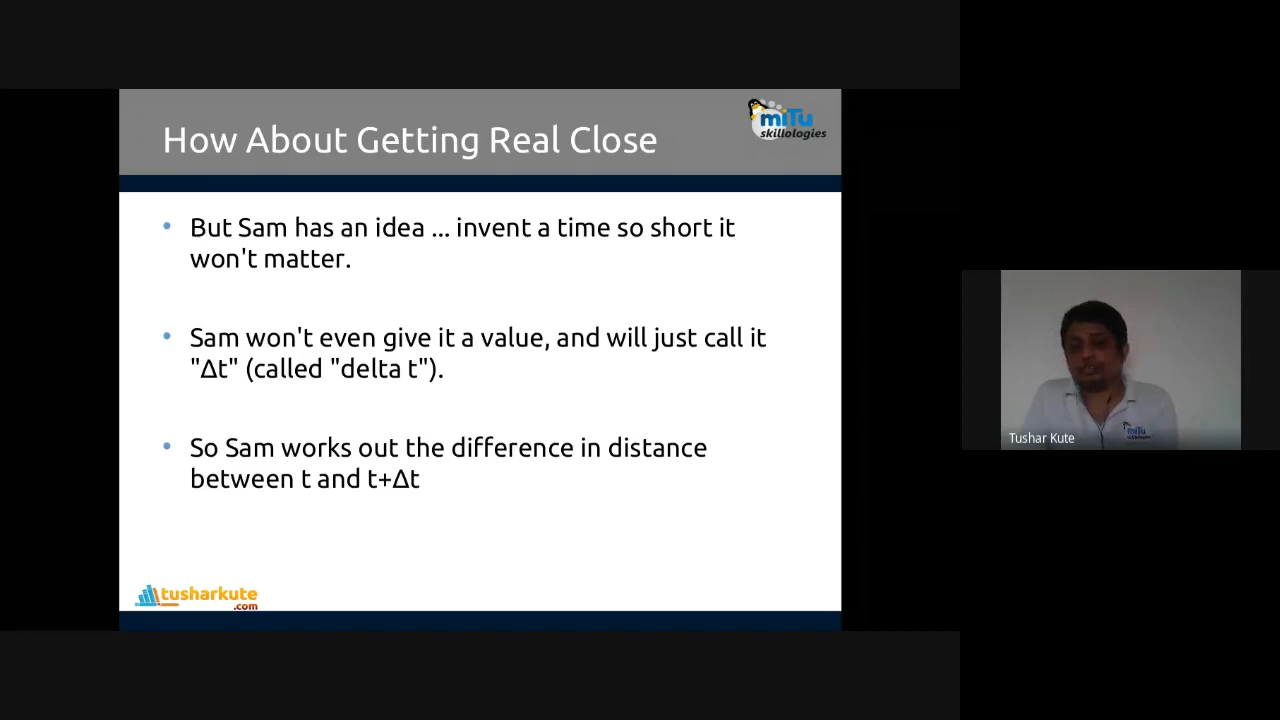 How About Getting Real Close
miTu
skillologies
• But Sam has an idea ... invent a time so short it
won't matter.
• Sam won't even give it a value, and will just call it
"Δt" (called "delta t").
• So Sam works out the difference in distance
between t and t+Δt
tusharkute
.com
miTu
Tushar Kute